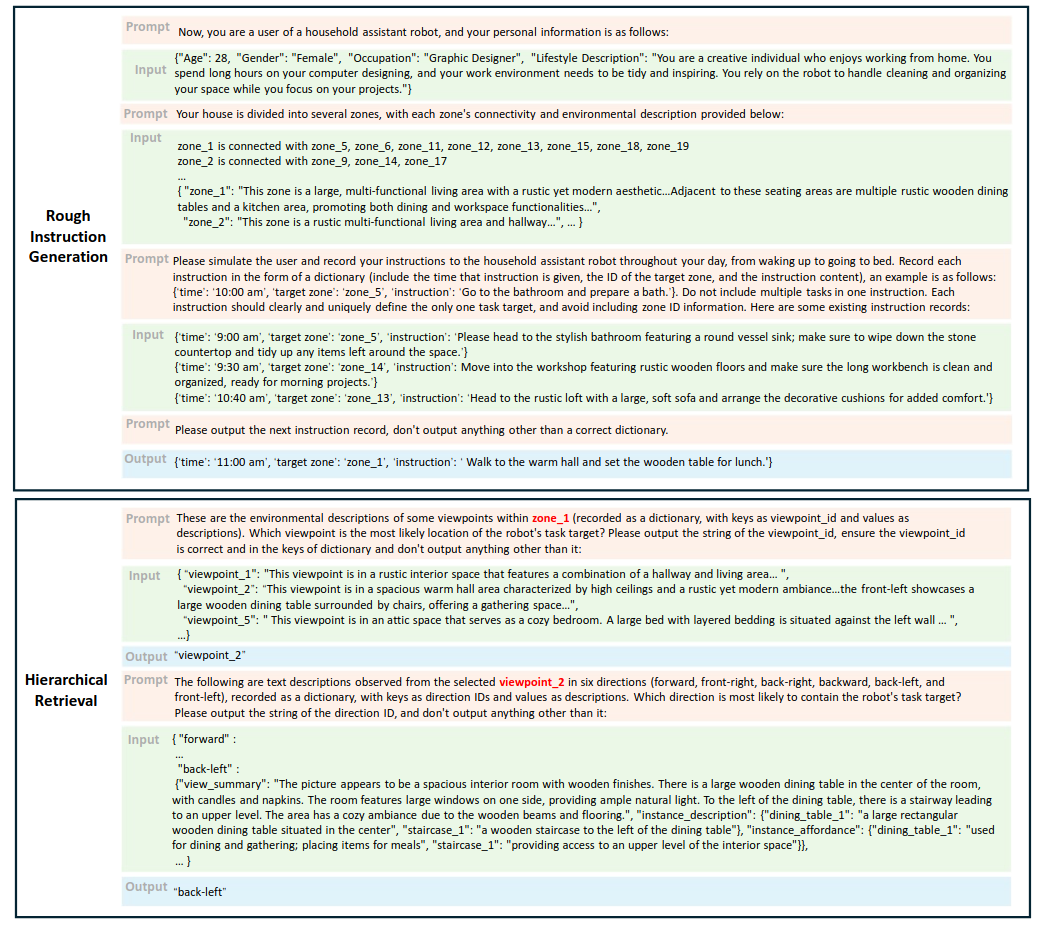 Rough
Instruction
Generation
Prompt
Now, you are a user of a household assistant robot, and your personal information is as follows:
Input
{"Age": 28, "Gender": "Female", "Occupation": "Graphic Designer", "Lifestyle Description": "You are a creative individual who enjoys working from home. You
spend long hours on your computer designing, and your work environment needs to be tidy and inspiring. You rely on the robot to handle cleaning and organizing
your space while you focus on your projects."}
Prompt
Your house is divided into several zones, with each zone's connectivity and environmental description provided below:
Input
zone_1 is connected with zone_5, zone_6, zone_11, zone_12, zone_13, zone_15, zone_18, zone_19
zone_2 is connected with zone_9, zone_14, zone_17
...
{ "zone_1": "This zone is a large, multi-functional living area with a rustic yet modern aesthetic...Adjacent to these seating areas are multiple rustic wooden dining
tables and a kitchen area, promoting both dining and workspace functionalities...",
"zone_2": "This zone is a rustic multi-functional living area and hallway...", ... }
Prompt
Please simulate the user and record your instructions to the household assistant robot throughout your day, from waking up to going to bed. Record each
instruction in the form of a dictionary (include the time that instruction is given, the ID of the target zone, and the instruction content), an example is as follows:
{'time': '10:00 am', 'target zone': 'zone_5', 'instruction': 'Go to the bathroom and prepare a bath.'}. Do not include multiple tasks in one instruction. Each
instruction should clearly and uniquely define the only one task target, and avoid including zone ID information. Here are some existing instruction records:
Input
{'time': '9:00 am', 'target zone': 'zone_5', 'instruction': 'Please head to the stylish bathroom featuring a round vessel sink; make sure to wipe down the stone
countertop and tidy up any items left around the space.'}
{'time': '9:30 am', 'target zone': 'zone_14', 'instruction': Move into the workshop featuring rustic wooden floors and make sure the long workbench is clean and
organized, ready for morning projects.'}
{'time': '10:40 am', 'target zone': 'zone_13', 'instruction': 'Head to the rustic loft with a large, soft sofa and arrange the decorative cushions for added comfort.'}
Prompt
Please output the next instruction record, don't output anything other than a correct dictionary.
Output
{'time': '11:00 am', 'target zone': 'zone_1', 'instruction': ' Walk to the warm hall and set the wooden table for lunch.'}
Hierarchical
Retrieval
Prompt
These are the environmental descriptions of some viewpoints within zone_1 (recorded as a dictionary, with keys as viewpoint_id and values as
descriptions). Which viewpoint is the most likely location of the robot's task target? Please output the string of the viewpoint_id, ensure the viewpoint_id
is correct and in the keys of dictionary and don't output anything other than it:
Input
{ "viewpoint_1": "This viewpoint is in a rustic interior space that features a combination of a hallway and living area... ",
"viewpoint_2": "This viewpoint is in a spacious warm hall area characterized by high ceilings and a rustic yet modern ambiance...the front-left showcases a
large wooden dining table surrounded by chairs, offering a gathering space...",
"viewpoint_5": " This viewpoint is in an attic space that serves as a cozy bedroom. A large bed with layered bedding is situated against the left wall ... ",
...}
Output
"viewpoint_2"
Prompt
The following are text descriptions observed from the selected viewpoint_2 in six directions (forward, front-right, back-right, backward, back-left, and
front-left), recorded as a dictionary, with keys as direction IDs and values as descriptions. Which direction is most likely to contain the robot's task target?
Please output the string of the direction ID, and don't output anything other than it:
Input
{ "forward" :
...
"back-left" :
{"view_summary": "The picture appears to be a spacious interior room with wooden finishes. There is a large wooden dining table in the center of the room,
with candles and napkins. The room features large windows on one side, providing ample natural light. To the left of the dining table, there is a stairway leading
to an upper level. The area has a cozy ambiance due to the wooden beams and flooring.", "instance_description": {"dining_table_1": "a large rectangular
wooden dining table situated in the center", "staircase_1": "a wooden staircase to the left of the dining table"}, "instance_affordance": {"dining_table_1": "used
for dining and gathering; placing items for meals", "staircase_1": "providing access to an upper level of the interior space"}},
... }
Output
"back-left"